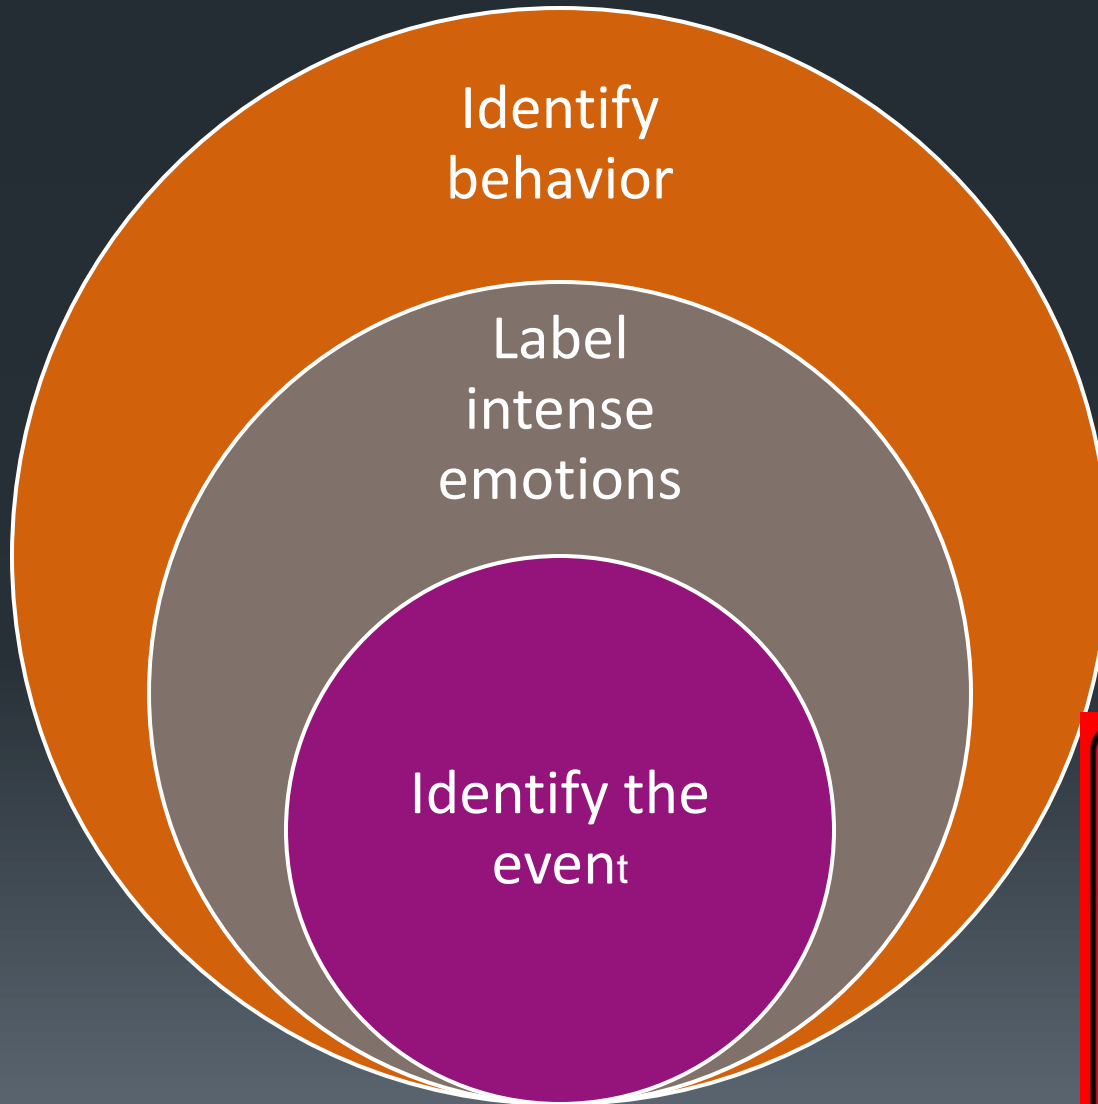 Identify
behavior
Label
intense
emotions
Identify the
event